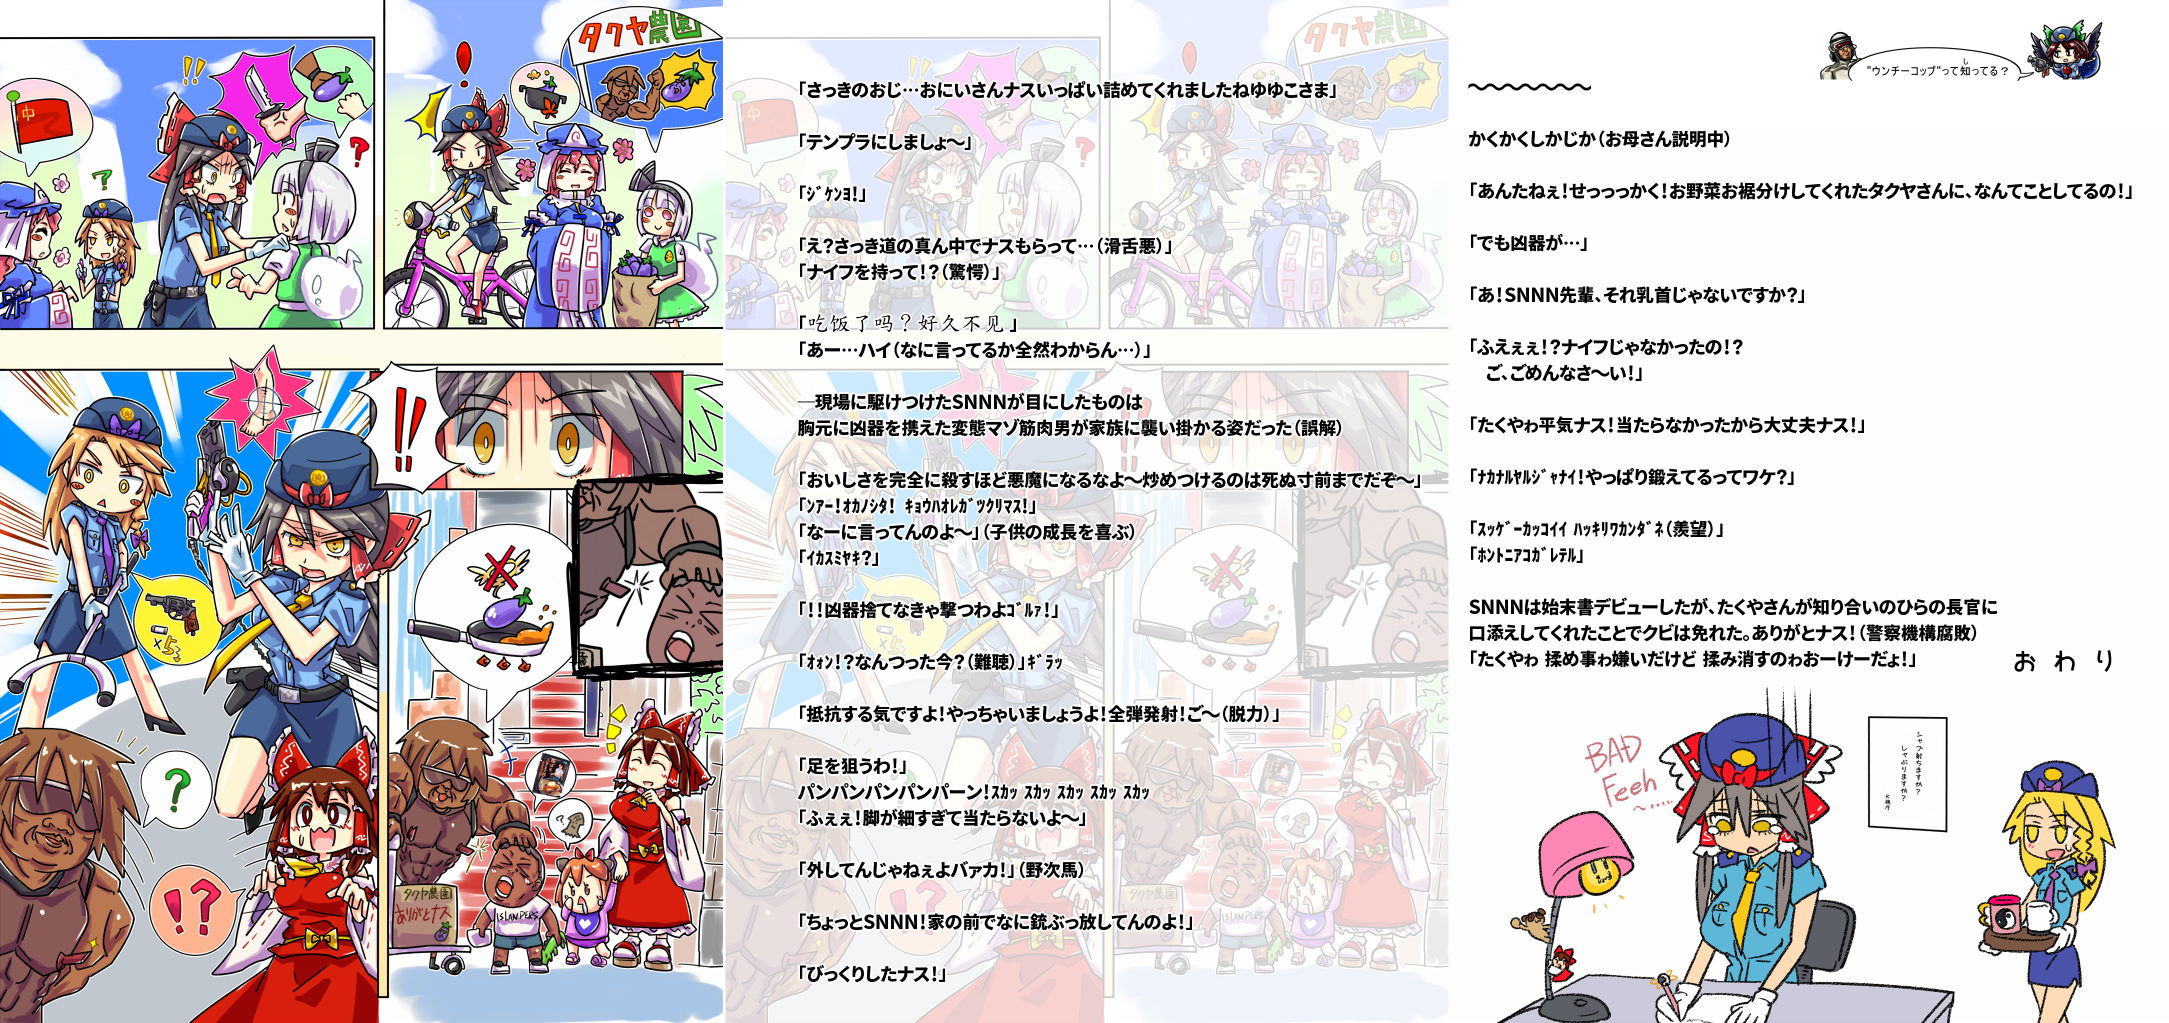 中
タクヤ農園
×5
タクヤ農園
ありがとナス
ISLANDERS
「さっきのおじ…おにいさんナスいっぱい詰めてくれましたねゆゆこさま」
「テンプラにしましょ～」
「ｼﾞｹﾝﾖ!」
「え？さっき道の真ん中でナスもらって…（滑舌悪）」
「ナイフを持って！？（驚愕）」
「吃饭了吗？好久不见」
「あー…ハイ（なに言ってるか全然わからん…）」
―現場に駆けつけたSNNNが目にしたものは
胸元に凶器を携えた変態マゾ筋肉男が家族に襲い掛かる姿だった（誤解）
「おいしさを完全に殺すほど悪魔になるなよ～炒めつけるのは死ぬ寸前までだぞ～」
「ﾝｱｰ!ｵｶﾉｼﾀ! ｷｮｳﾊｵﾚｶﾞﾂｸﾘﾏｽ!」
「なーに言ってんのよ～」（子供の成長を喜ぶ）
「ｲｶｽﾐﾔｷ?」
「！！凶器捨てなきゃ撃つわよｺﾞﾙｧ!」
「ｫｫﾝ!?なんつった今？（難聴）」ｷﾞﾗｯ
「抵抗する気ですよ！やっちゃいましょうよ！全弾発射！ご～（脱力）」
「足を狙うわ！」
パンパンパンパンパーン！ｽｶｯ ｽｶｯ ｽｶｯ ｽｶｯ ｽｶｯ
「ふぇぇ！脚が細すぎて当たらないよ～」
「外してんじゃねぇよバァカ！」（野次馬）
「ちょっとSNNN！家の前でなに銃ぶっ放してんのよ！」
「びっくりしたナス！」
"ウンチーコップ"って知ってる？
し
かくかくしかじか（お母さん説明中）
「あんたねぇ！せっっっかく！お野菜お裾分けしてくれたタクヤさんに、なんてことしてるの！」
「でも凶器が…」
「あ！SNNN先輩、それ乳首じゃないですか？」
「ふえぇぇ！？ナイフじゃなかったの！？
ご、ごめんなさ～い！」
「たくやゎ平気ナス！当たらなかったから大丈夫ナス！」
「ﾅｶﾅﾙﾔﾙｼﾞｬﾅｲ!やっぱり鍛えてるってワケ？」
「ｽｯｹﾞｰｶｯｺｲｲ ﾊｯｷﾘﾜｶﾝﾀﾞﾈ（羨望）」
「ﾎﾝﾄﾆｱｺｶﾞﾚﾃﾙ」
SNNNは始末書デビューしたが、たくやさんが知り合いのひらの長官に
口添えしてくれたことでクビは免れた。ありがとナス！（警察機構腐敗）
「たくやゎ 揉め事ゎ嫌いだけど 揉み消すのゎおーけーだょ！」
おわり
BAD
Feeh
～……
シャブ射ちますか？
しゃぶりますか？